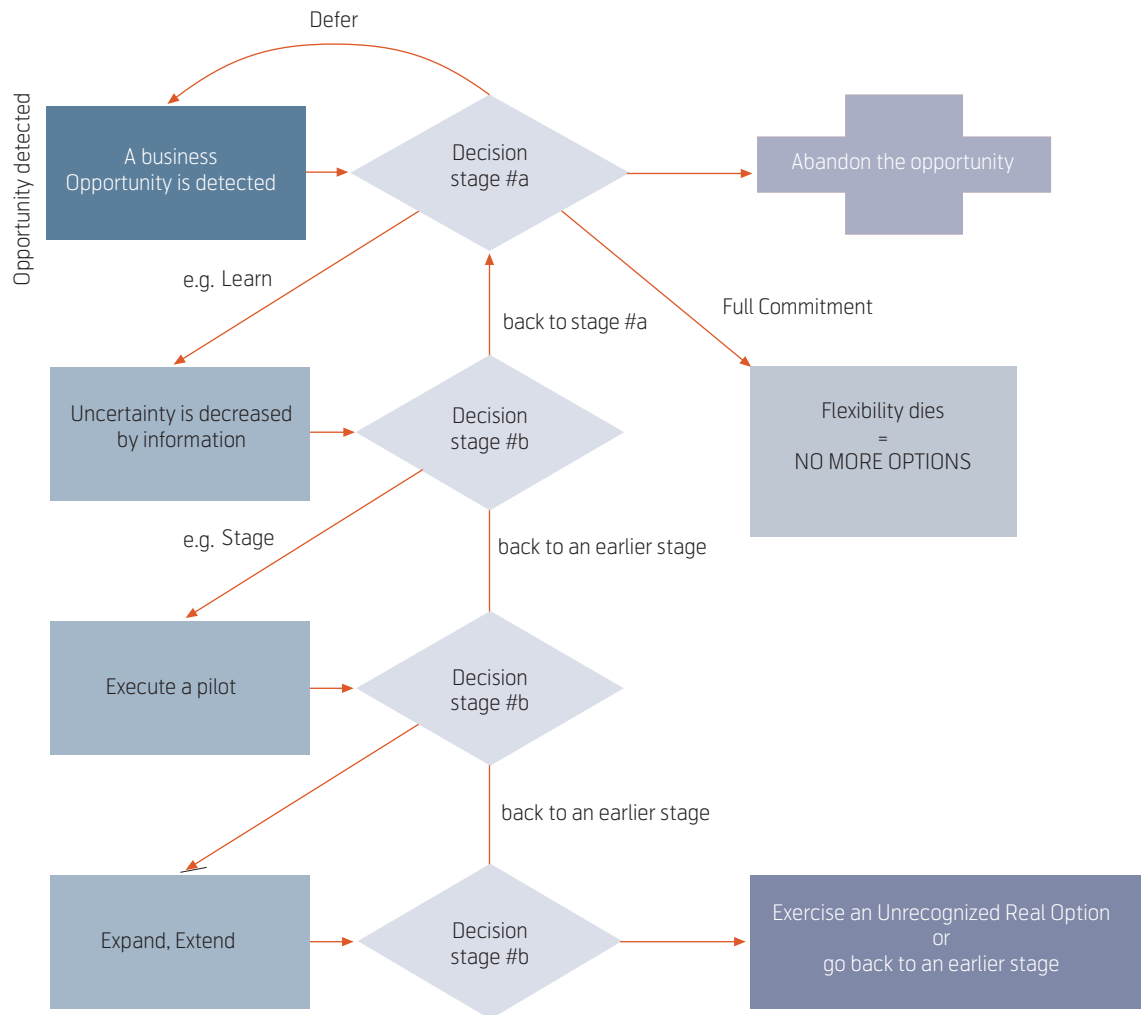 Defer
Opportunity detected
A business
Opportunity is detected
Decision
stage #a
Abandon the opportunity
e.g. Learn
back to stage #a
Full Commitment
Uncertainty is decreased
by information
Decision
stage #b
Flexibility dies
=
NO MORE OPTIONS
e.g. Stage
back to an earlier stage
Execute a pilot
Decision
stage #b
back to an earlier stage
Expand, Extend
Decision
stage #b
Exercise an Unrecognized Real Option
or
go back to an earlier stage